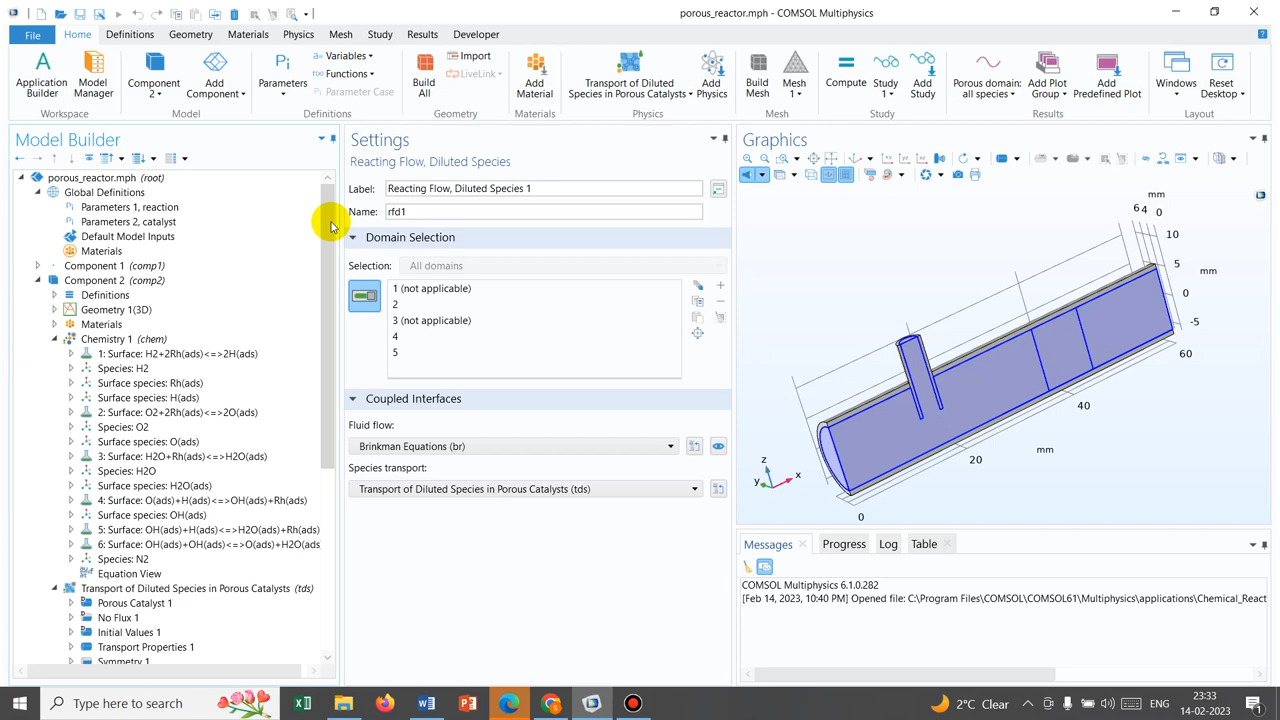 porous_reactor.mph - COMSOL Multiphysics
File Home Definitions Geometry Materials Physics Mesh Study Results Developer
Application Builder
Model Manager
Workspace
Component 2
Add Component
Model
Parameters
Variables
Functions
Parameter Case
Definitions
Build All
Import
LiveLink
Geometry
Add Material
Materials
Transport of Diluted Species in Porous Catalysts
Add Physics
Physics
Build Mesh
Mesh 1
Mesh
Compute
Study 1
Add Study
Study
Porous domain: all species
Add Plot Group
Add Predefined Plot
Results
Windows
Reset Desktop
Layout
Model Builder
porous_reactor.mph (root)
Global Definitions
Parameters 1, reaction
Parameters 2, catalyst
Default Model Inputs
Materials
Component 1 (comp1)
Component 2 (comp2)
Definitions
Geometry 1(3D)
Materials
Chemistry 1 (chem)
1: Surface: H2+2Rh(ads)<=>2H(ads)
Species: H2
Surface species: Rh(ads)
Surface species: H(ads)
2: Surface: O2+2Rh(ads)<=>2O(ads)
Species: O2
Surface species: O(ads)
3: Surface: H2O+Rh(ads)<=>H2O(ads)
Species: H2O
Surface species: H2O(ads)
4: Surface: O(ads)+H(ads)<=>OH(ads)+Rh(ads)
Surface species: OH(ads)
5: Surface: OH(ads)+H(ads)<=>H2O(ads)+Rh(ads)
6: Surface: OH(ads)+OH(ads)<=>O(ads)+H2O(ads
Species: N2
Equation View
Transport of Diluted Species in Porous Catalysts (tds)
Porous Catalyst 1
No Flux 1
Initial Values 1
Transport Properties 1
Symmetry 1
Settings
Reacting Flow, Diluted Species
Label: Reacting Flow, Diluted Species 1
Name: rfd1
Domain Selection
Selection: All domains
1 (not applicable)
2
3 (not applicable)
4
5
Coupled Interfaces
Fluid flow:
Brinkman Equations (br)
Species transport:
Transport of Diluted Species in Porous Catalysts (tds)
Graphics
mm
6 4 0
10
5
mm
0
-5
60
40
mm
20
0
z
y
x
Messages Progress Log Table
COMSOL Multiphysics 6.1.0.282
[Feb 14, 2023, 10:40 PM] Opened file: C:\Program Files\COMSOL\COMSOL61\Multiphysics\applications\Chemical_React
Type here to search
2°C Clear
ENG
23:33
14-02-2023